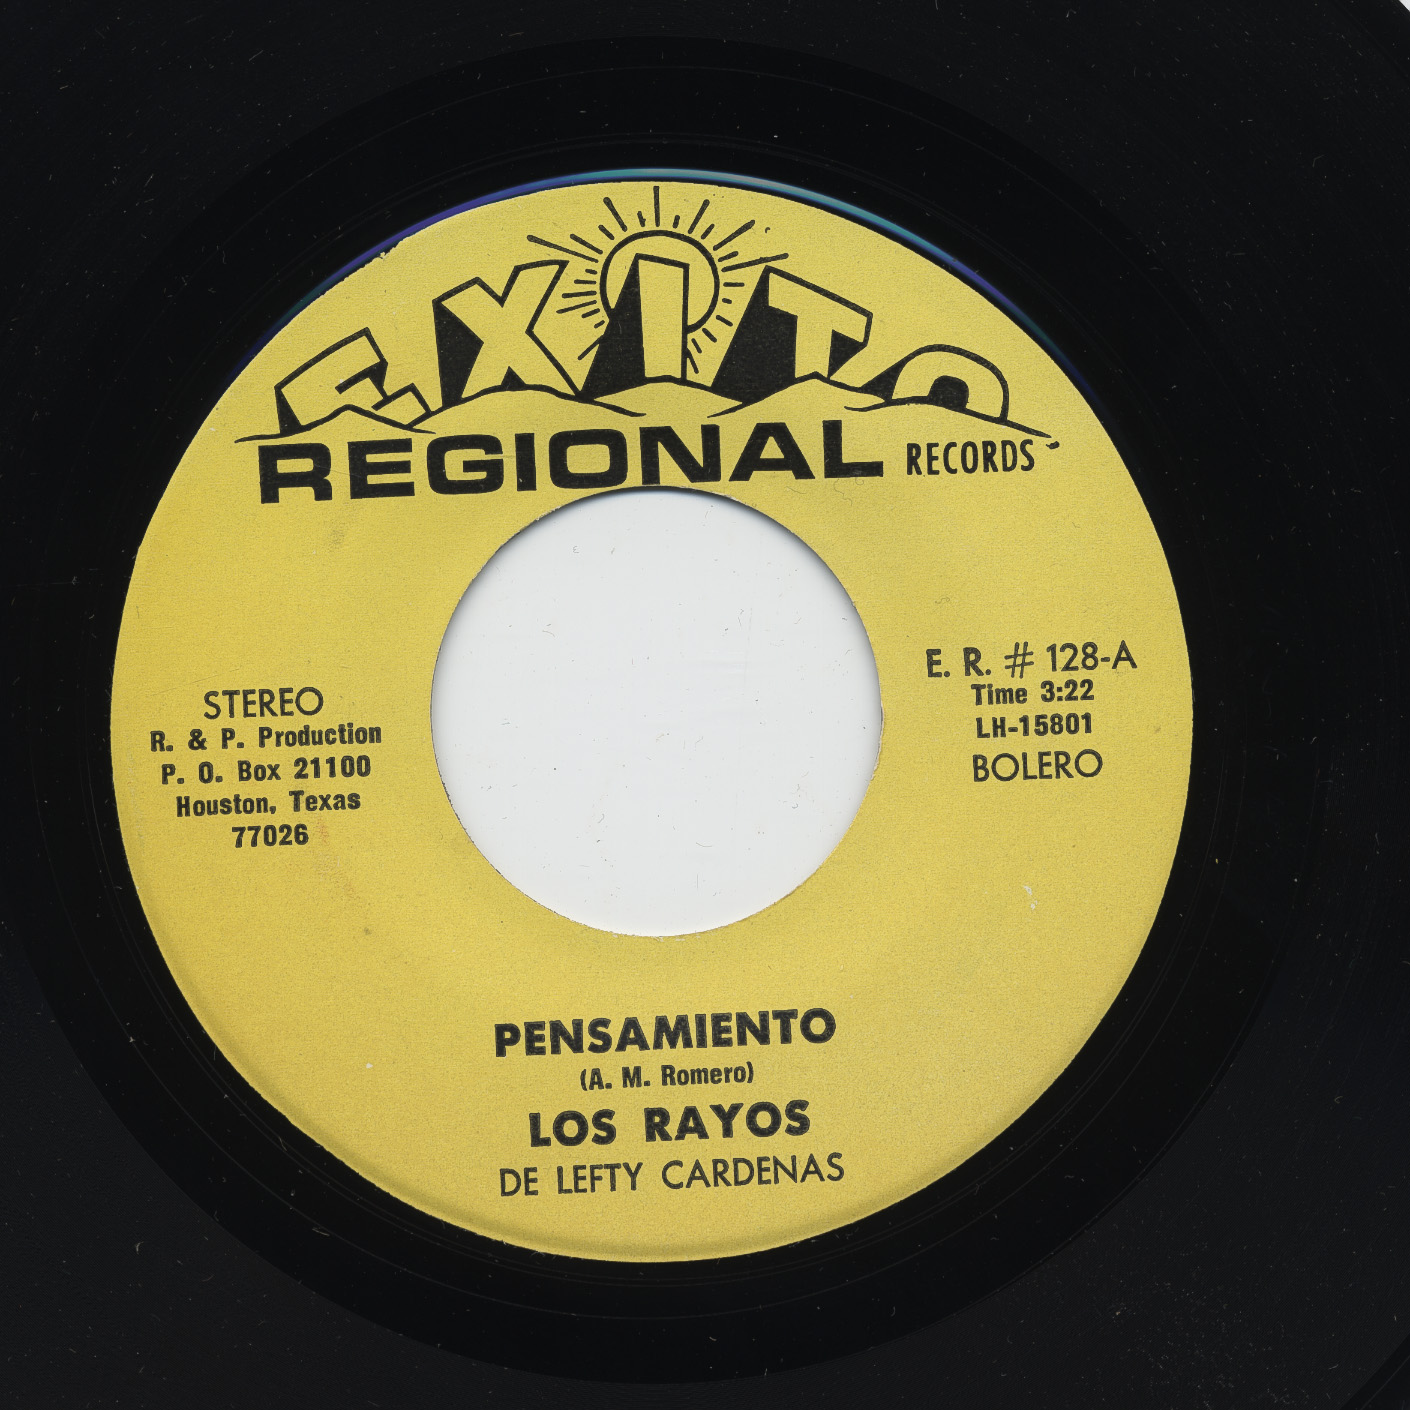 EXITO
REGIONAL RECORDS
STEREO
R. & P. Production
P. O. Box 21100
Houston, Texas
77026
E. R. # 128-A
Time 3:22
LH-15801
BOLERO
PENSAMIENTO
(A. M. Romero)
LOS RAYOS
DE LEFTY CARDENAS